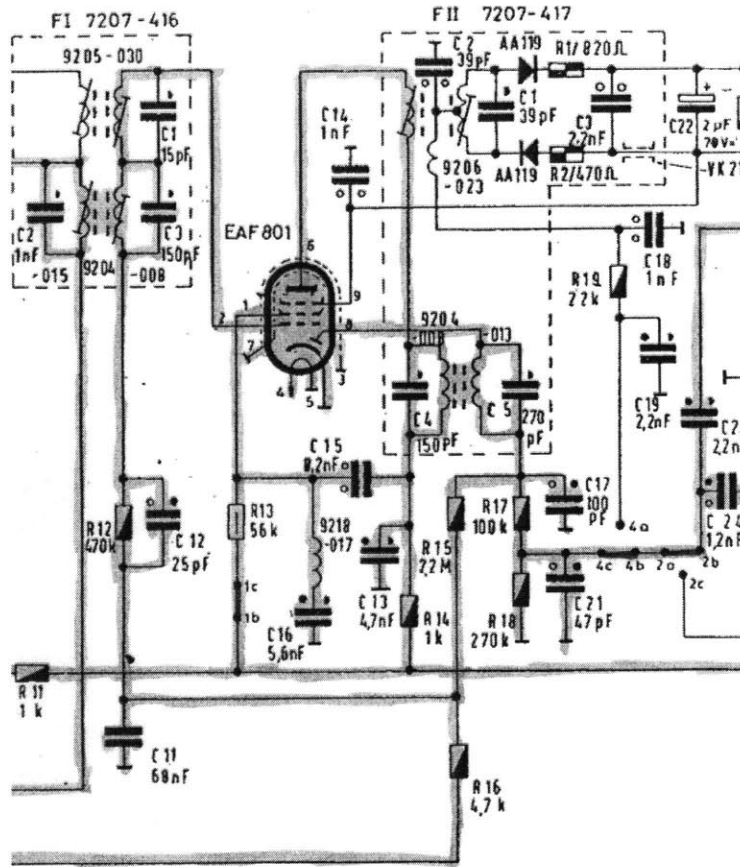 FI 7207-416
FII 7207-417
9205-030
C2
39pF
AA119
R1/820Ω
C1
15pF
C14
1nF
C1
39pF
C3
2,2nF
C22
+
2µF
70V=
9206
-023
AA119
R2/470Ω
C2
1nF
C3
150pF
-015
9204
-008
EAF801
6
1
2
7
9
8
3
4
5
C18
1nF
R19
22k
9204
-008
-013
C4
150pF
C5
270
pF
C19
2,2nF
2,2n
C15
8,2nF
R12
470k
C12
25pF
R13
56k
9218
-017
R15
2,2M
R17
100k
C17
100
pF
4a
C24
1,2nF
C13
4,7nF
R14
1k
1c
1b
C16
5,6nF
R18
270k
C21
47pF
4c
4b
2a
2b
2c
R11
1k
C11
68nF
R16
4,7k